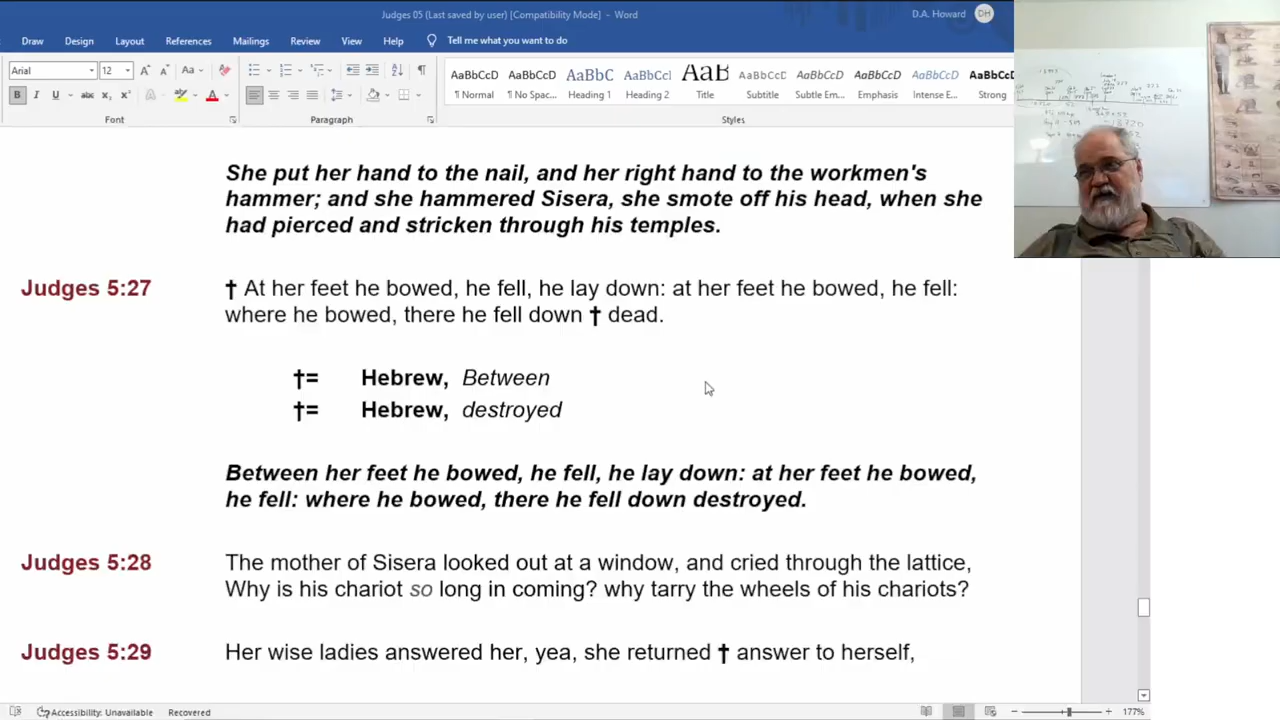 Judges 05 (Last saved by user) [Compatibility Mode] - Word
D.A. Howard DH
Draw Design Layout References Mailings Review View Help Tell me what you want to do
Arial 12 A A Aa
AaBbCcD AaBbCcD AaBbC AaBbCcl AaB AaBbCcD AaBbCcD AaBbCcD AaBbCcD AaBbCc
B I U abc x₂ x² A A
¶ Normal ¶ No Spac... Heading 1 Heading 2 Title Subtitle Subtle Em... Emphasis Intense E... Strong
Font Paragraph Styles
She put her hand to the nail, and her right hand to the workmen's
hammer; and she hammered Sisera, she smote off his head, when she
had pierced and stricken through his temples.
Judges 5:27 † At her feet he bowed, he fell, he lay down: at her feet he bowed, he fell:
where he bowed, there he fell down † dead.
†= Hebrew, Between
†= Hebrew, destroyed
Between her feet he bowed, he fell, he lay down: at her feet he bowed,
he fell: where he bowed, there he fell down destroyed.
Judges 5:28 The mother of Sisera looked out at a window, and cried through the lattice,
Why is his chariot so long in coming? why tarry the wheels of his chariots?
Judges 5:29 Her wise ladies answered her, yea, she returned † answer to herself,
Accessibility: Unavailable Recovered 177%